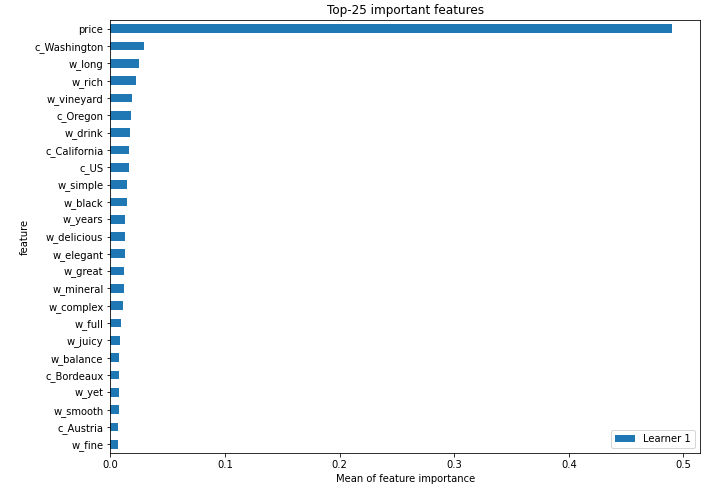 Top-25 important features
price
c_Washington
w_long
w_rich
w_vineyard
c_Oregon
w_drink
c_California
c_US
w_simple
w_black
w_years
w_delicious
w_elegant
w_great
w_mineral
w_complex
w_full
w_juicy
w_balance
c_Bordeaux
w_yet
w_smooth
c_Austria
w_fine
feature
Learner 1
0.0 0.1 0.2 0.3 0.4 0.5
Mean of feature importance